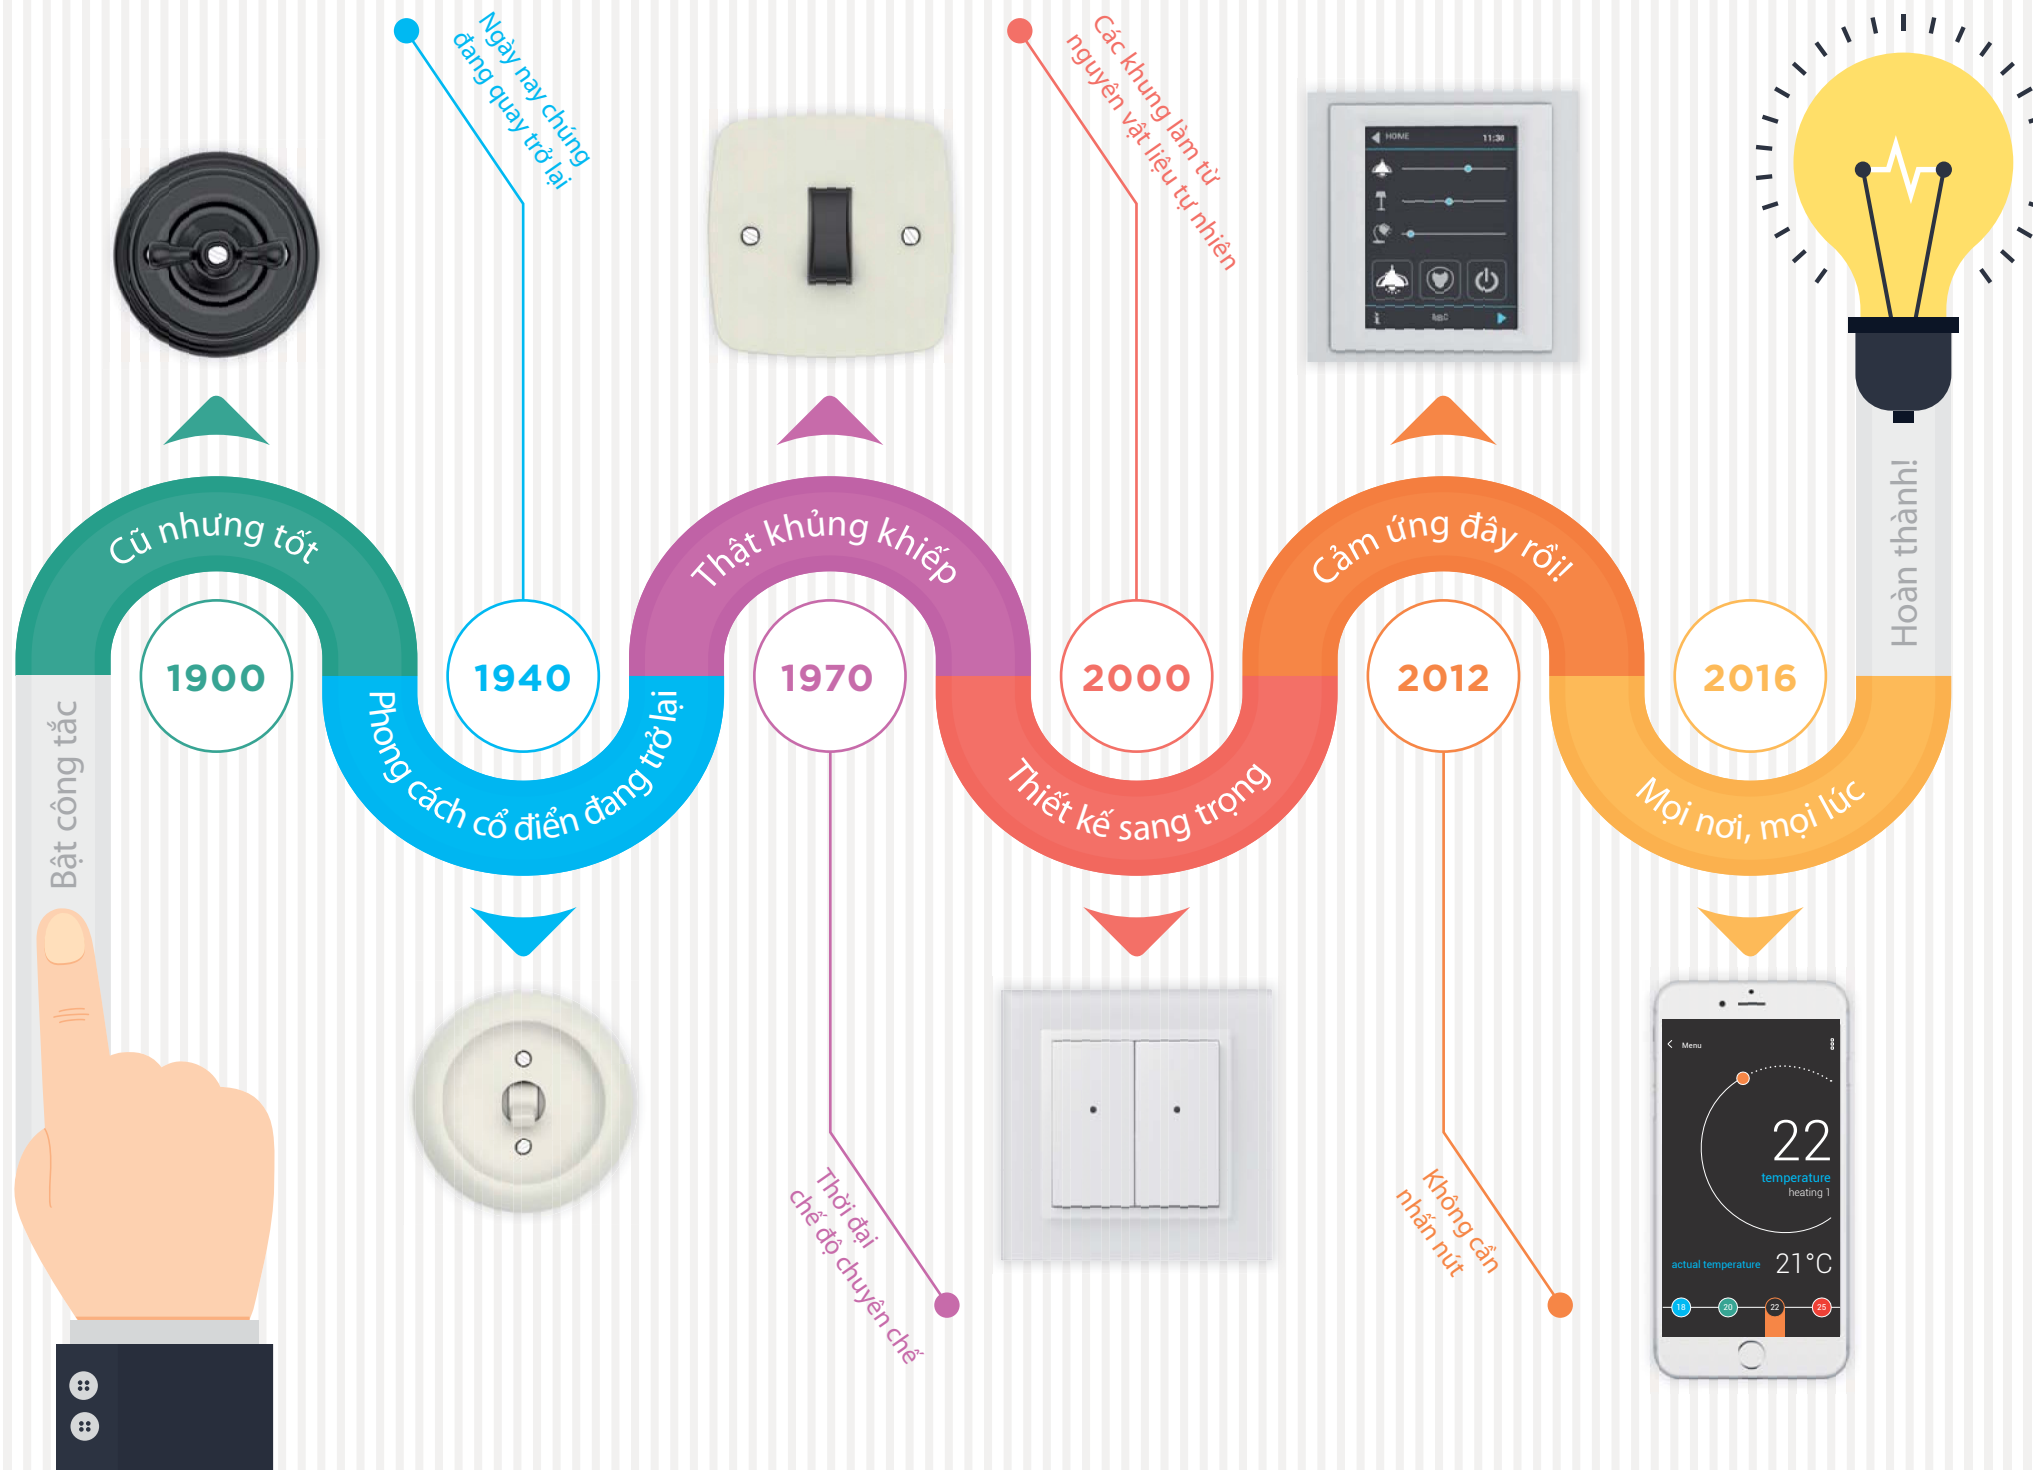 Bật công tắc
Cũ nhưng tốt
1900
Ngày nay chúng
đang quay trở lại
1940
Phong cách cổ điển đang trở lại
Thật khủng khiếp
1970
Thời đại
chế độ chuyên chế
Các khung làm từ
nguyên vật liệu tự nhiên
2000
Thiết kế sang trọng
HOME
11:30
Cảm ứng đây rồi!
2012
Không cần
nhấn nút
2016
Mọi nơi, mọi lúc
Menu
22
temperature
heating 1
actual temperature 21°C
18 20 22 25
Hoàn thành!